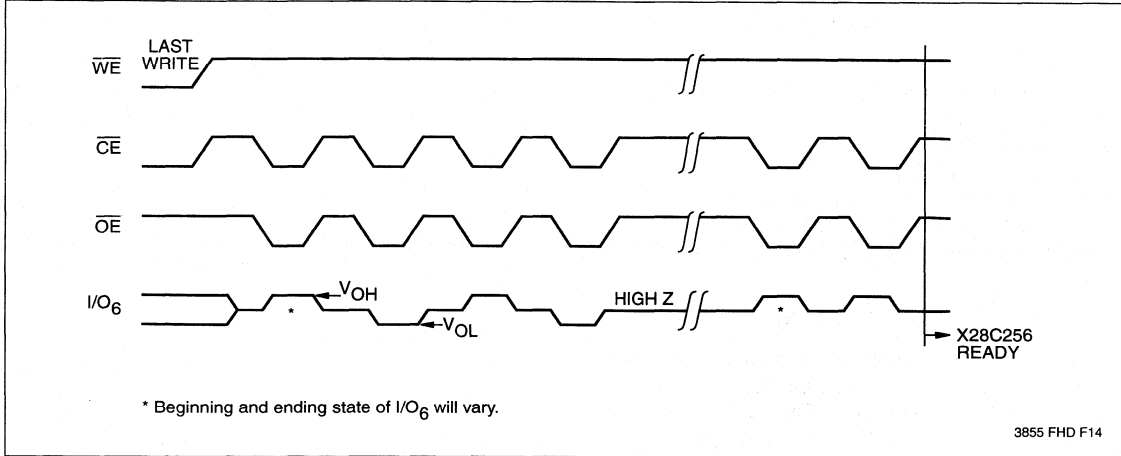 LAST
WRITE
WE
CE
OE
I/O6
VOH
*
VOL
HIGH Z
*
X28C256
READY
* Beginning and ending state of I/O6 will vary.
3855 FHD F14